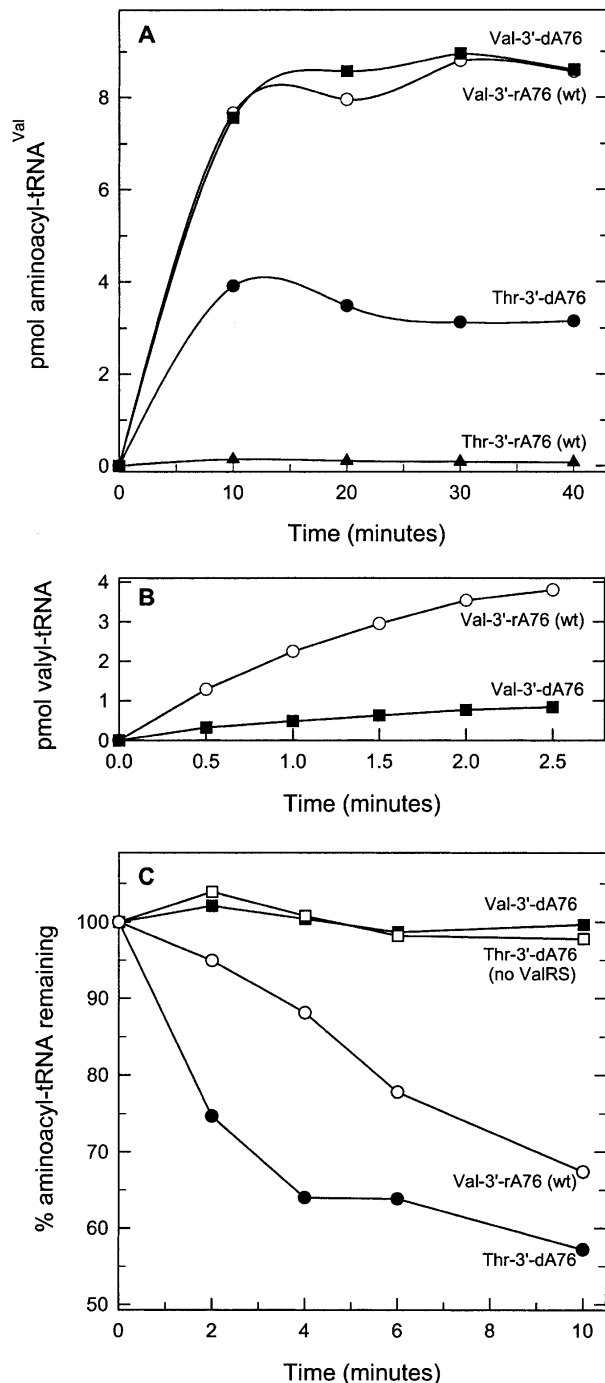 A
Val-3'-dA76
Val-3'-rA76 (wt)
Thr-3'-dA76
Thr-3'-rA76 (wt)
pmol aminoacyl-tRNA^Val
8
6
4
2
0
0 10 20 30 40
Time (minutes)
B
Val-3'-rA76 (wt)
Val-3'-dA76
pmol valyl-tRNA
4
3
2
1
0
0.0 0.5 1.0 1.5 2.0 2.5
Time (minutes)
C
Val-3'-dA76
Thr-3'-dA76
(no ValRS)
Val-3'-rA76 (wt)
Thr-3'-dA76
% aminoacyl-tRNA remaining
100
90
80
70
60
50
0 2 4 6 8 10
Time (minutes)